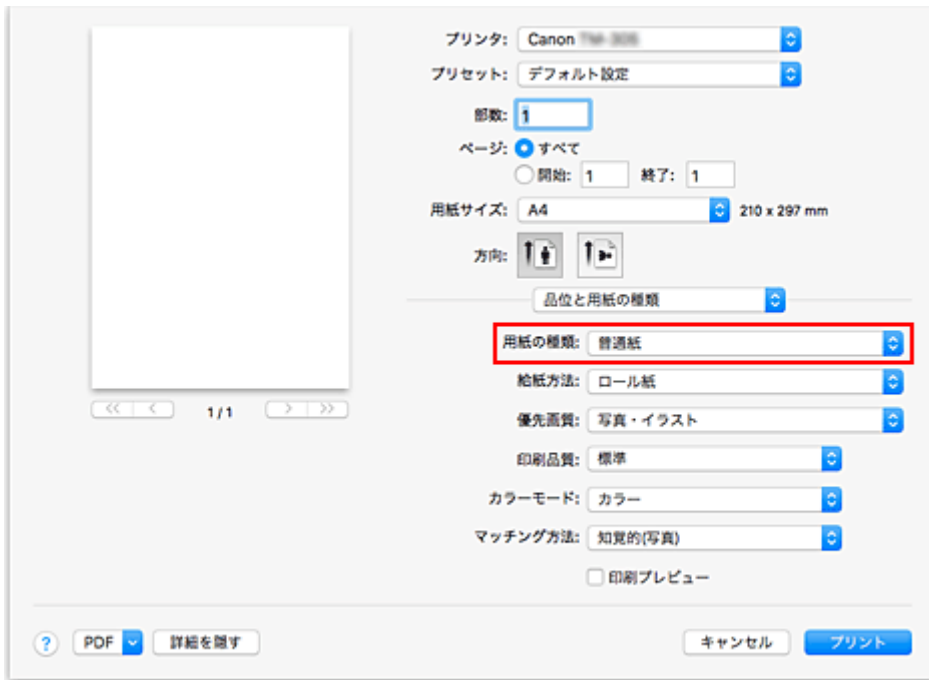 プリンタ: Canon
プリセット: デフォルト設定
部数: 1
ページ: すべて
開始: 1 終了: 1
用紙サイズ: A4 210 x 297 mm
方向:
品位と用紙の種類
用紙の種類: 普通紙
給紙方法: ロール紙
優先画質: 写真・イラスト
印刷品質: 標準
カラーモード: カラー
マッチング方法: 知覚的(写真)
印刷プレビュー
<< < 1/1 > >>
? PDF 詳細を隠す キャンセル プリント